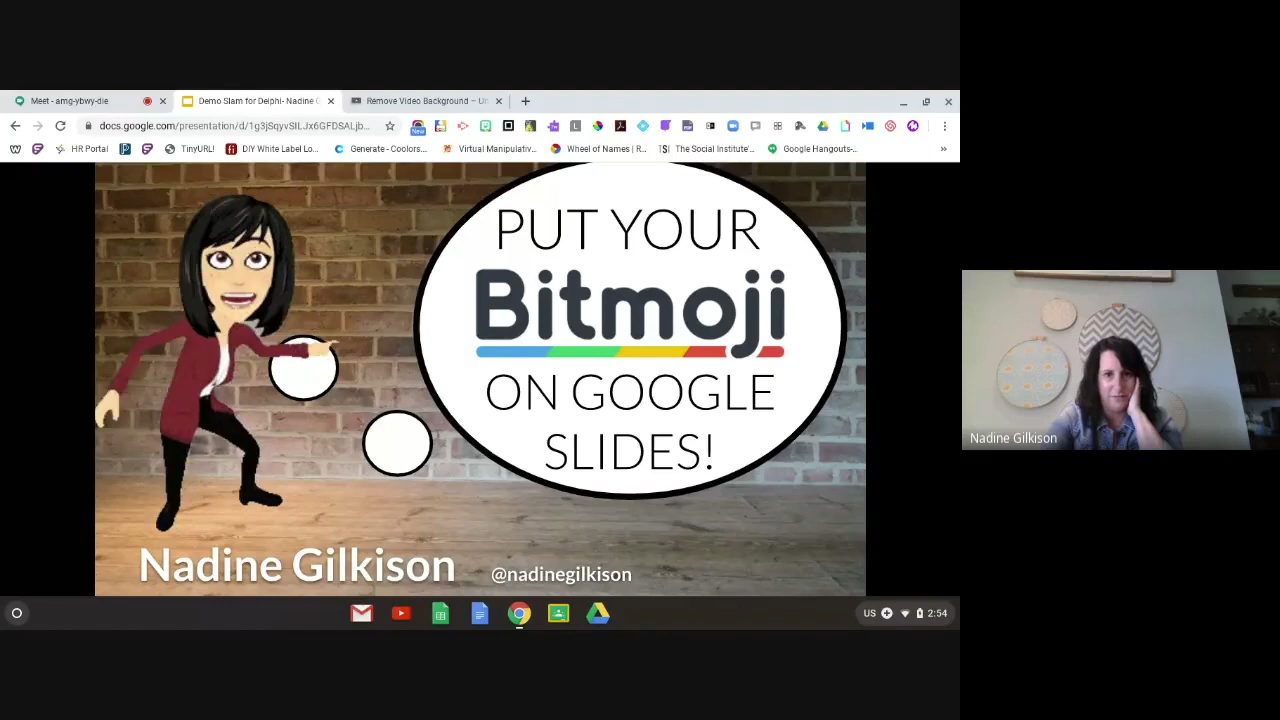 Meet - amg-ybwy-die
Demo Slam for Delphi- Nadine G
Remove Video Background – Un
docs.google.com/presentation/d/1g3jSqyvSILJx6GFDSALjb...
New
HR Portal
TinyURL!
DIY White Label Lo...
Generate - Coolors...
Virtual Manipulativ...
Wheel of Names | R...
The Social Institute'...
Google Hangouts-...
»
PUT YOUR
Bitmoji
ON GOOGLE
SLIDES!
Nadine Gilkison
@nadinegilkison
US
2:54
Nadine Gilkison